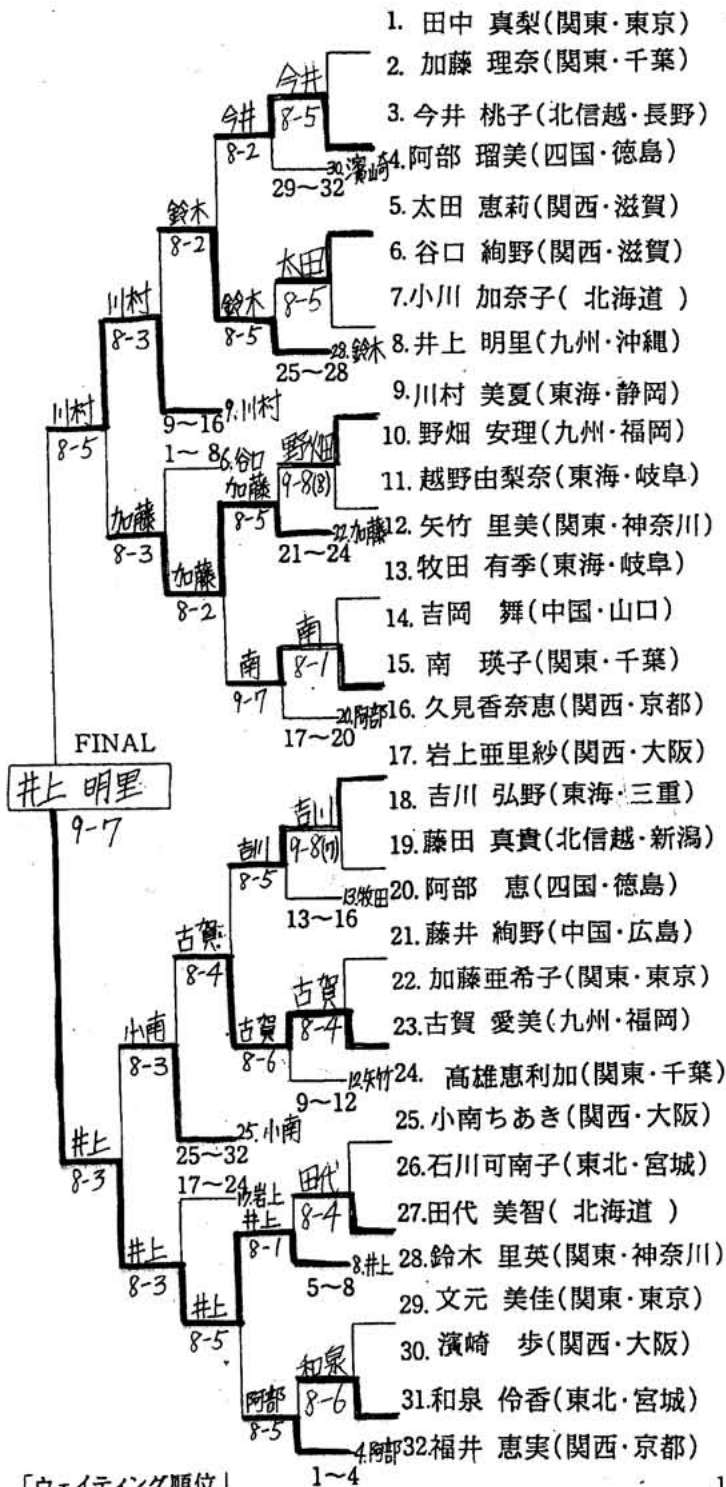 1. 田中 真梨(関東・東京)
2. 加藤 理奈(関東・千葉)
3. 今井 桃子(北信越・長野)
4. 阿部 瑠美(四国・徳島)
5. 太田 恵莉(関西・滋賀)
6. 谷口 絢野(関西・滋賀)
7. 小川 加奈子( 北海道 )
8. 井上 明里(九州・沖縄)
9. 川村 美夏(東海・静岡)
10. 野畑 安理(九州・福岡)
11. 越野由梨奈(東海・岐阜)
12. 矢竹 里美(関東・神奈川)
13. 牧田 有季(東海・岐阜)
14. 吉岡 舞(中国・山口)
15. 南 瑛子(関東・千葉)
16. 久見香奈恵(関西・京都)
17. 岩上亜里紗(関西・大阪)
18. 吉川 弘野(東海・三重)
19. 藤田 真貴(北信越・新潟)
20. 阿部 恵(四国・徳島)
21. 藤井 絢野(中国・広島)
22. 加藤亜希子(関東・東京)
23. 古賀 愛美(九州・福岡)
24. 高雄恵利加(関東・千葉)
25. 小南ちあき(関西・大阪)
26. 石川可南子(東北・宮城)
27. 田代 美智( 北海道 )
28. 鈴木 里英(関東・神奈川)
29. 文元 美佳(関東・東京)
30. 濱崎 歩(関西・大阪)
31. 和泉 伶香(東北・宮城)
32. 福井 恵実(関西・京都)
今井
8-5
今井
8-2
30.濱崎
29～32
鈴木
8-2
太田
8-5
鈴木
8-5
28.鈴木
25～28
川村
8-3
9.川村
9～16
川村
8-5
1～8
6.谷口
野畑
9-8(8)
加藤
8-5
22.加藤
21～24
加藤
8-3
加藤
8-2
南
8-1
南
9-7
20.阿部
17～20
FINAL
井上 明里
9-7
吉川
9-8(7)
吉川
8-5
13.牧田
13～16
古賀
8-4
古賀
8-4
古賀
8-6
12.矢竹
9～12
小南
8-3
25.小南
25～32
井上
8-3
17～24
17.岩上
田代
8-4
井上
8-1
8.井上
5～8
井上
8-3
井上
8-5
和泉
8-6
阿部
8-5
4.阿部
1～4
「ウェイティング順位」
1